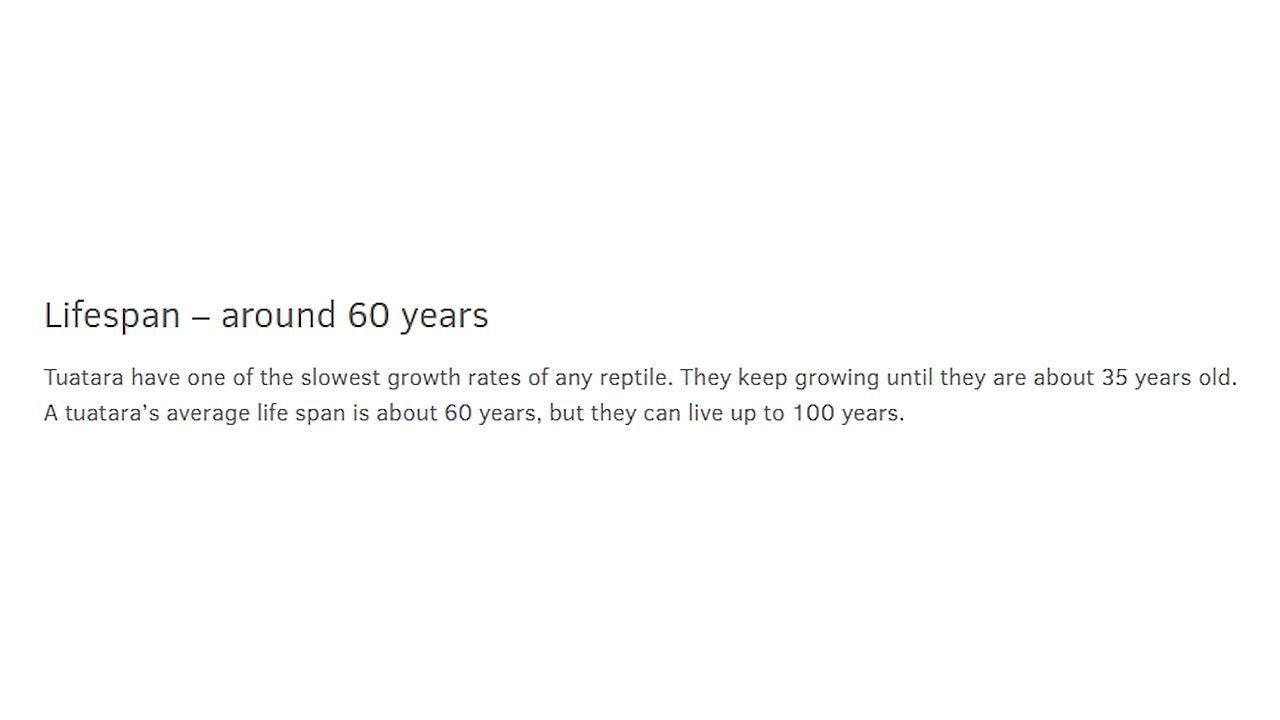 Lifespan – around 60 years
Tuatara have one of the slowest growth rates of any reptile. They keep growing until they are about 35 years old.
A tuatara’s average life span is about 60 years, but they can live up to 100 years.